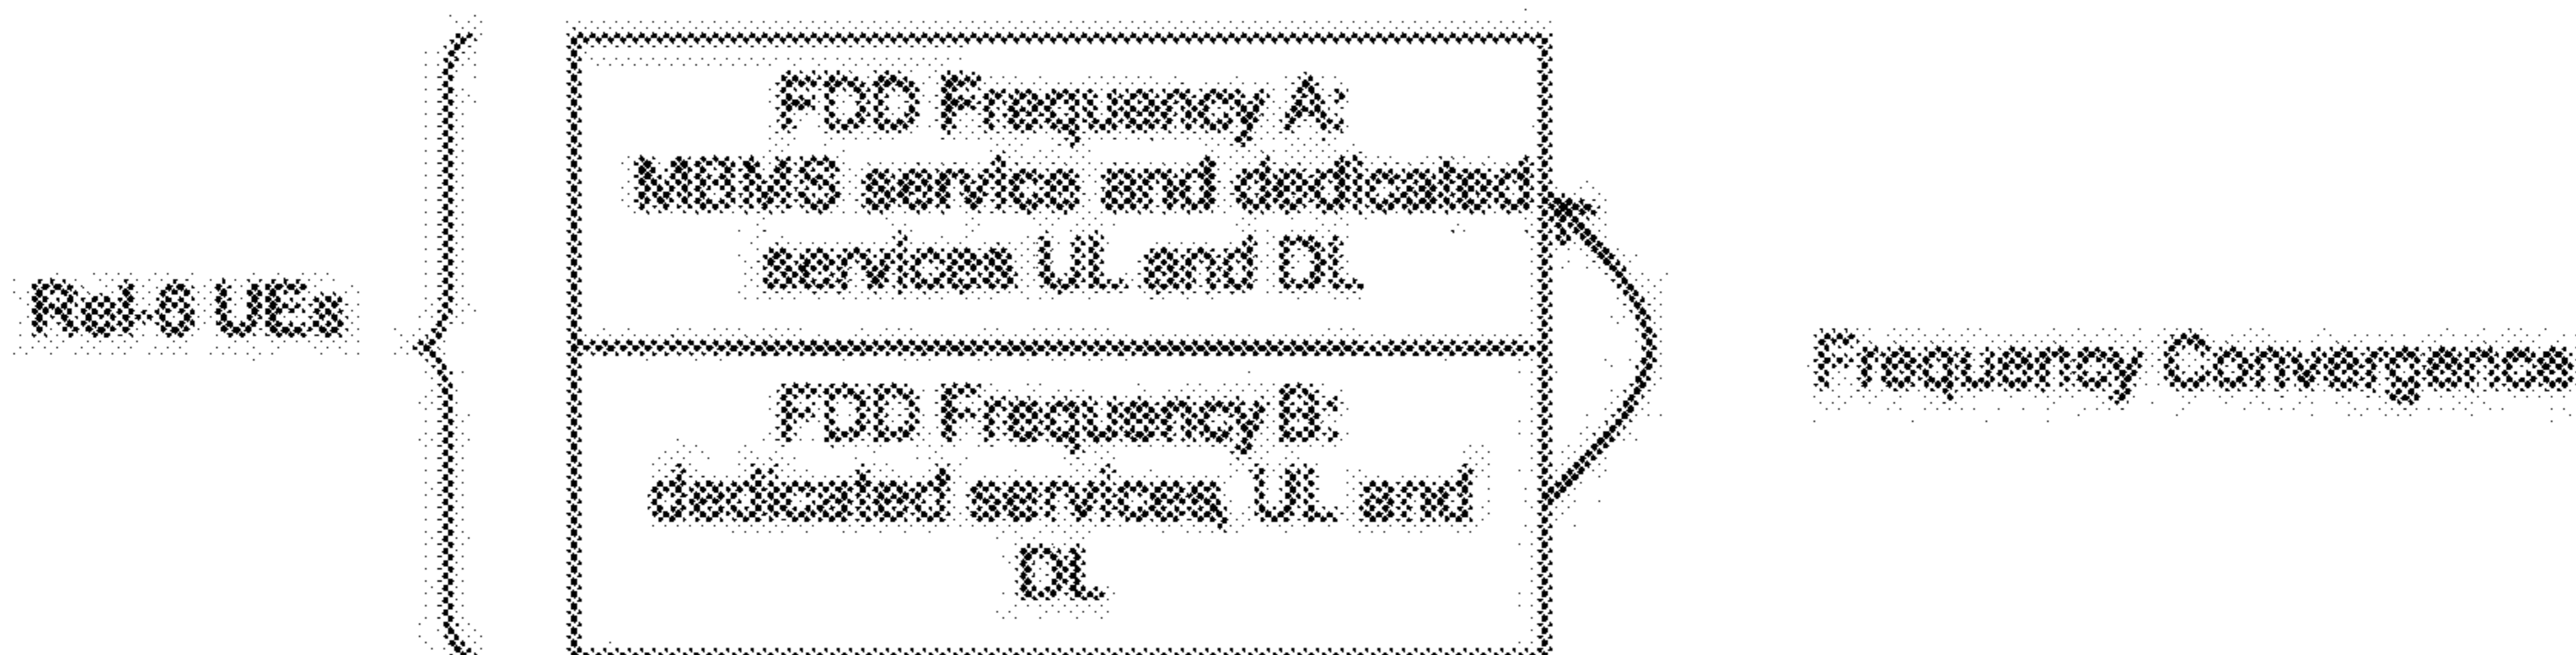 Rel-6 UEs
FDD Frequency A:
MBMS service and dedicated
services UL and DL
FDD Frequency B:
dedicated services, UL and
DL
Frequency Convergence